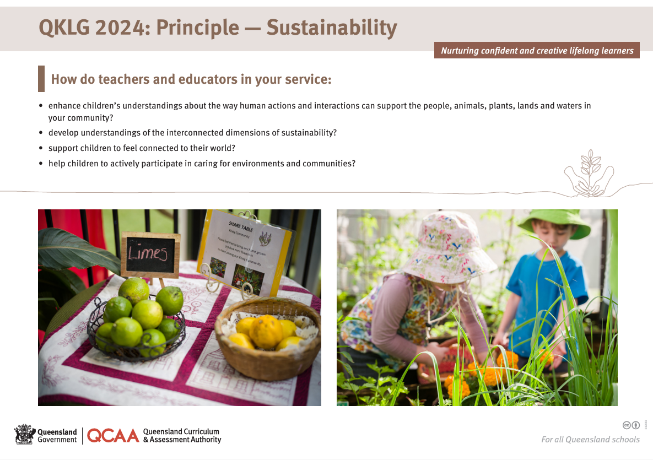 QKLG 2024: Principle — Sustainability
Nurturing confident and creative lifelong learners
How do teachers and educators in your service:
• enhance children's understandings about the way human actions and interactions can support the people, animals, plants, lands and waters in
your community?
• develop understandings of the interconnected dimensions of sustainability?
• support children to feel connected to their world?
• help children to actively participate in caring for environments and communities?
Limes
SHARE TABLE
Queensland
Government
QCAA
Queensland Curriculum
& Assessment Authority
For all Queensland schools